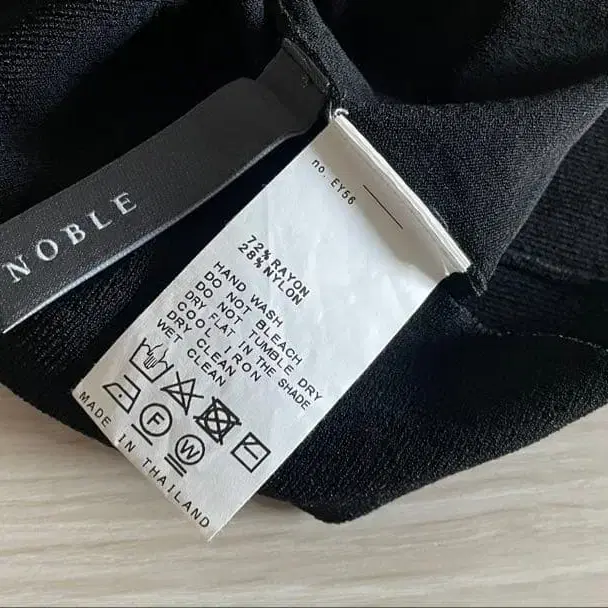 NOBLE
no. EY56
72% RAYON
28% NYLON
HAND WASH
DO NOT BLEACH
DO NOT TUMBLE DRY
DRY FLAT IN THE SHADE
COOL IRON
DRY CLEAN
WET CLEAN
F
W
MADE IN THAILAND